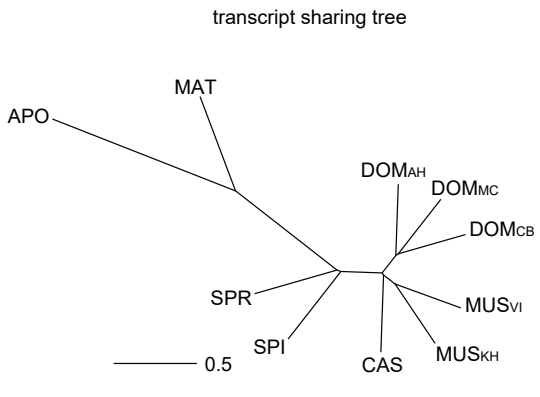 transcript sharing tree
MAT
APO
DOMAH
DOMMC
DOMCB
SPR
MUSVI
SPI
MUSKH
CAS
0.5